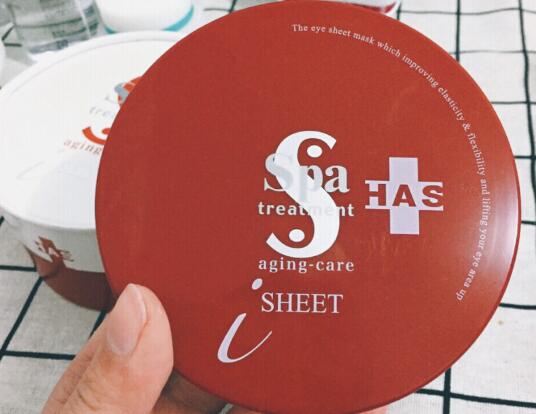 The eye sheet mask which improving elasticity & flexibility and lifting your eye area up
S
Spa
treatment
HAS
aging-care
i SHEET